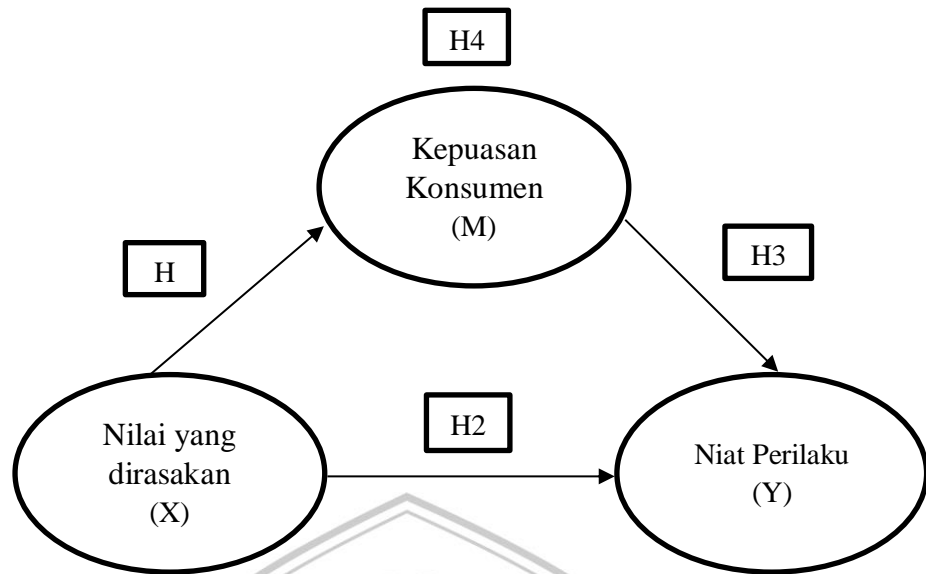 H4
Kepuasan
Konsumen
(M)
H
H3
Nilai yang
dirasakan
(X)
H2
Niat Perilaku
(Y)